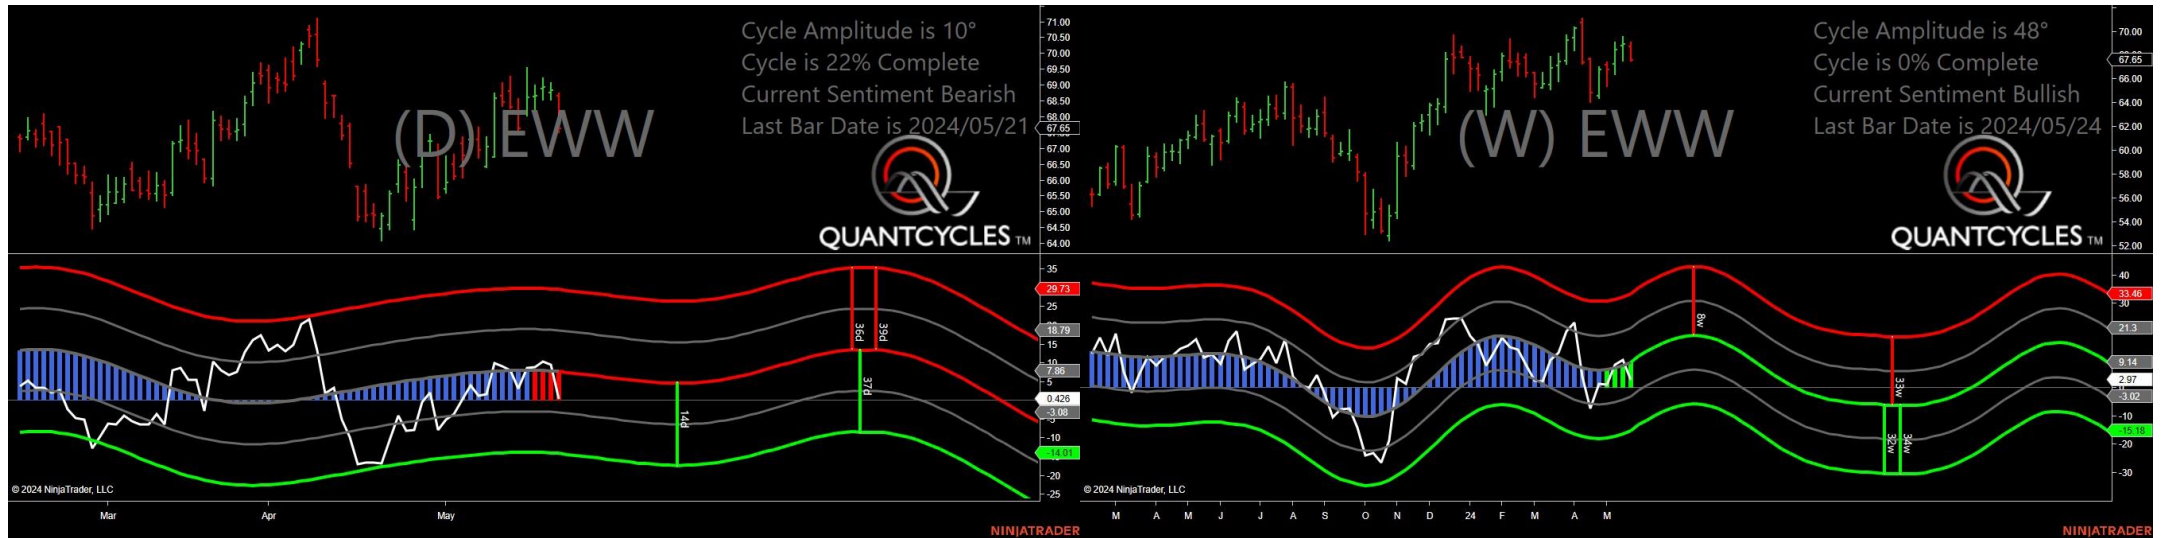 Cycle Amplitude is 10°
Cycle is 22% Complete
Current Sentiment Bearish
Last Bar Date is 2024/05/21
(D) EWW
QUANTCYCLES TM
71.00
70.50
70.00
69.50
69.00
68.50
68.00
67.65
67.00
66.50
66.00
65.50
65.00
64.50
64.00
35
29.73
25
18.79
15
10
7.86
5
0.426
-3.08
-5
-10
-14.01
-20
-25
14d
36d
39d
37d
© 2024 NinjaTrader, LLC
Mar
Apr
May
NINJATRADER
Cycle Amplitude is 48°
Cycle is 0% Complete
Current Sentiment Bullish
Last Bar Date is 2024/05/24
(W) EWW
QUANTCYCLES TM
70.00
67.65
66.00
64.00
62.00
60.00
58.00
56.00
54.00
52.00
40
33.46
30
21.3
9.14
2.97
-3.02
-10
-15.18
-20
-30
8w
33w
32w
34w
© 2024 NinjaTrader, LLC
M A M J J A S O N D 24 F M A M
NINJATRADER